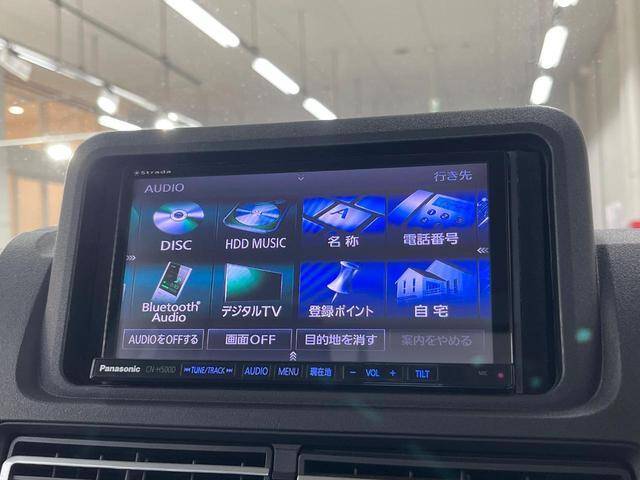 Strada
AUDIO 行き先
DISC HDD MUSIC 名称 電話番号
Bluetooth Audio デジタルTV 登録ポイント 自宅
AUDIOをOFFする 画面OFF 目的地を消す 案内をやめる
Panasonic CN-H500D TUNE/TRACK AUDIO MENU 現在地 − VOL + TILT MIC